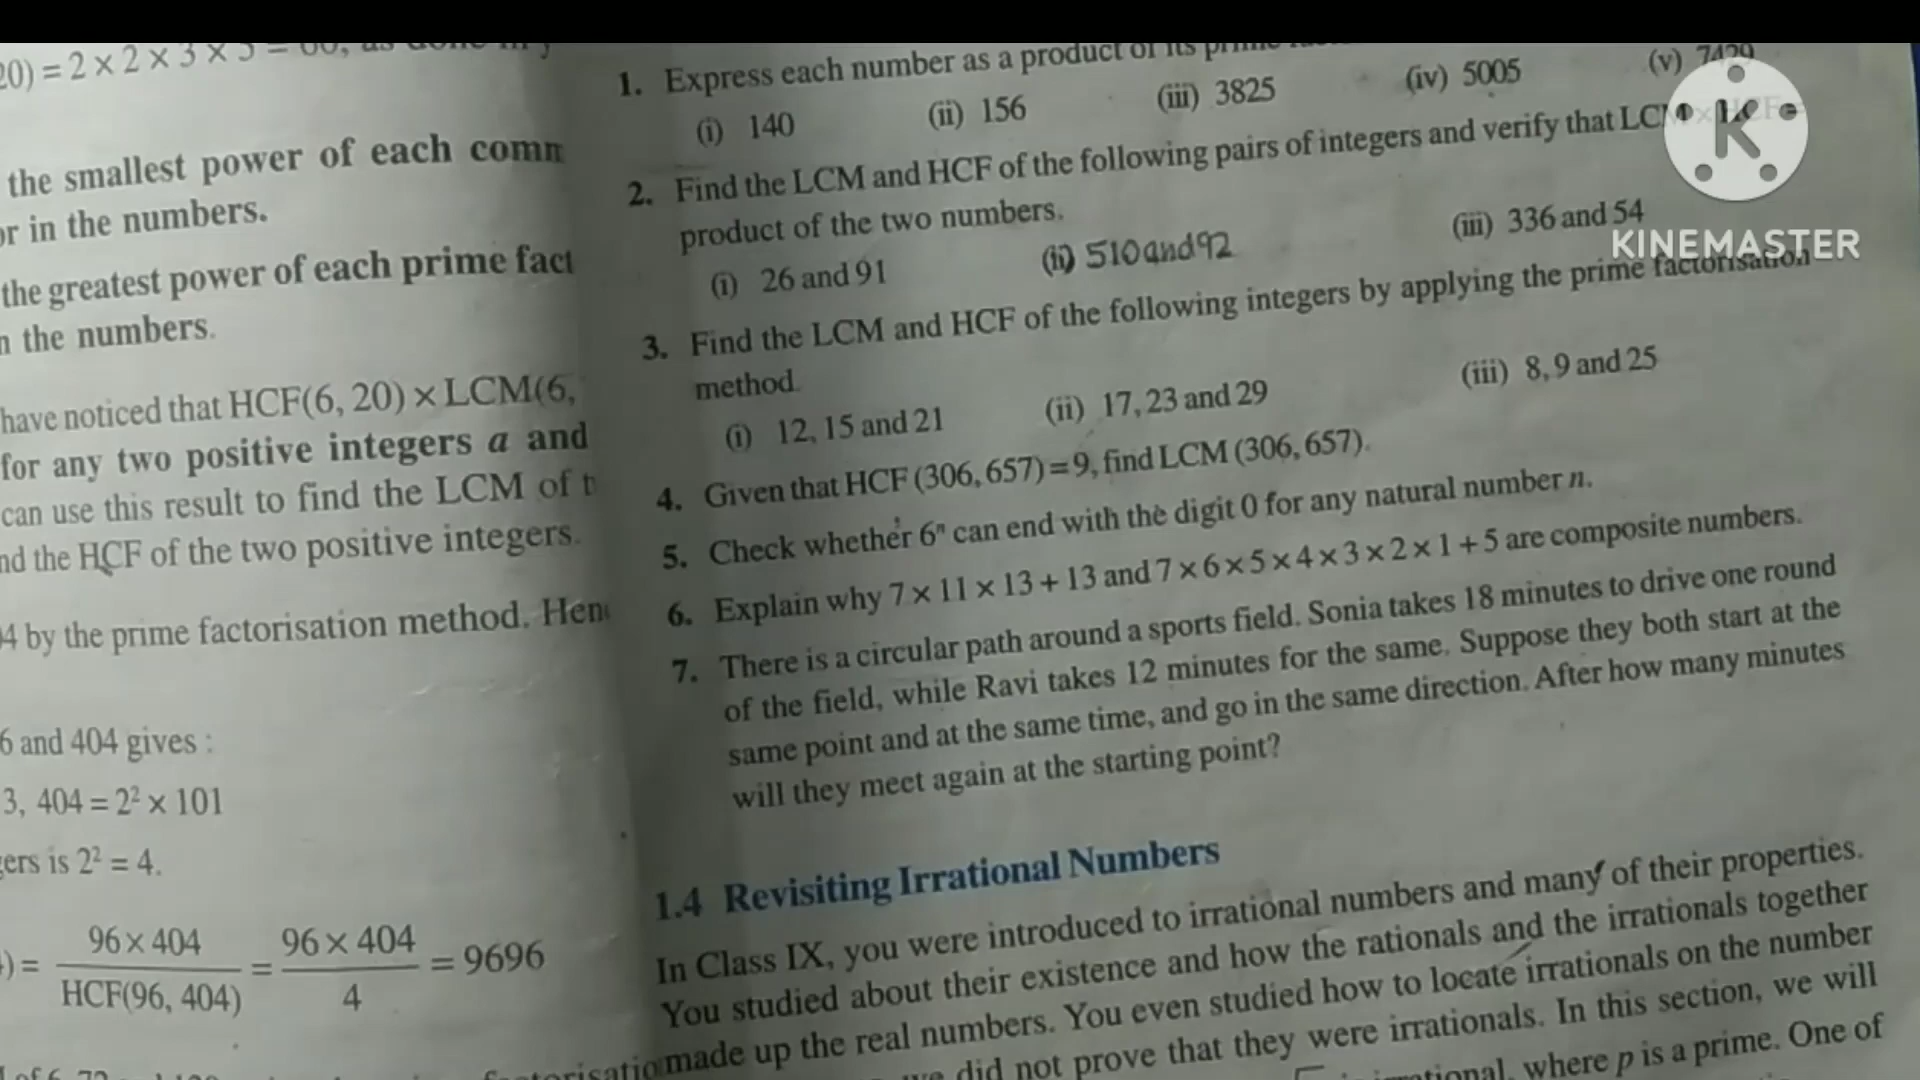 20) = 2 × 2 × 3 × 5 = 60, as done in
the smallest power of each comm
or in the numbers.
the greatest power of each prime fact
n the numbers.
have noticed that HCF(6, 20) × LCM(6,
for any two positive integers a and
can use this result to find the LCM of t
nd the HCF of the two positive integers.
04 by the prime factorisation method. Hen
6 and 404 gives :
3, 404 = 2² × 101
gers is 2² = 4.
) = 96 × 404 / HCF(96, 404) = 96 × 404 / 4 = 9696
1. Express each number as a product of its prime
(i) 140 (ii) 156 (iii) 3825 (iv) 5005 (v) 7429
2. Find the LCM and HCF of the following pairs of integers and verify that LCM × HCF =
product of the two numbers.
(i) 26 and 91 (ii) 510 and 92 (iii) 336 and 54
3. Find the LCM and HCF of the following integers by applying the prime factorisation
method.
(i) 12, 15 and 21 (ii) 17, 23 and 29 (iii) 8, 9 and 25
4. Given that HCF (306, 657) = 9, find LCM (306, 657).
5. Check whether 6ⁿ can end with the digit 0 for any natural number n.
6. Explain why 7 × 11 × 13 + 13 and 7 × 6 × 5 × 4 × 3 × 2 × 1 + 5 are composite numbers.
7. There is a circular path around a sports field. Sonia takes 18 minutes to drive one round
of the field, while Ravi takes 12 minutes for the same. Suppose they both start at the
same point and at the same time, and go in the same direction. After how many minutes
will they meet again at the starting point?
1.4 Revisiting Irrational Numbers
In Class IX, you were introduced to irrational numbers and many of their properties.
You studied about their existence and how the rationals and the irrationals together
made up the real numbers. You even studied how to locate irrationals on the number
did not prove that they were irrationals. In this section, we will
where p is a prime. One of
K
KINEMASTER